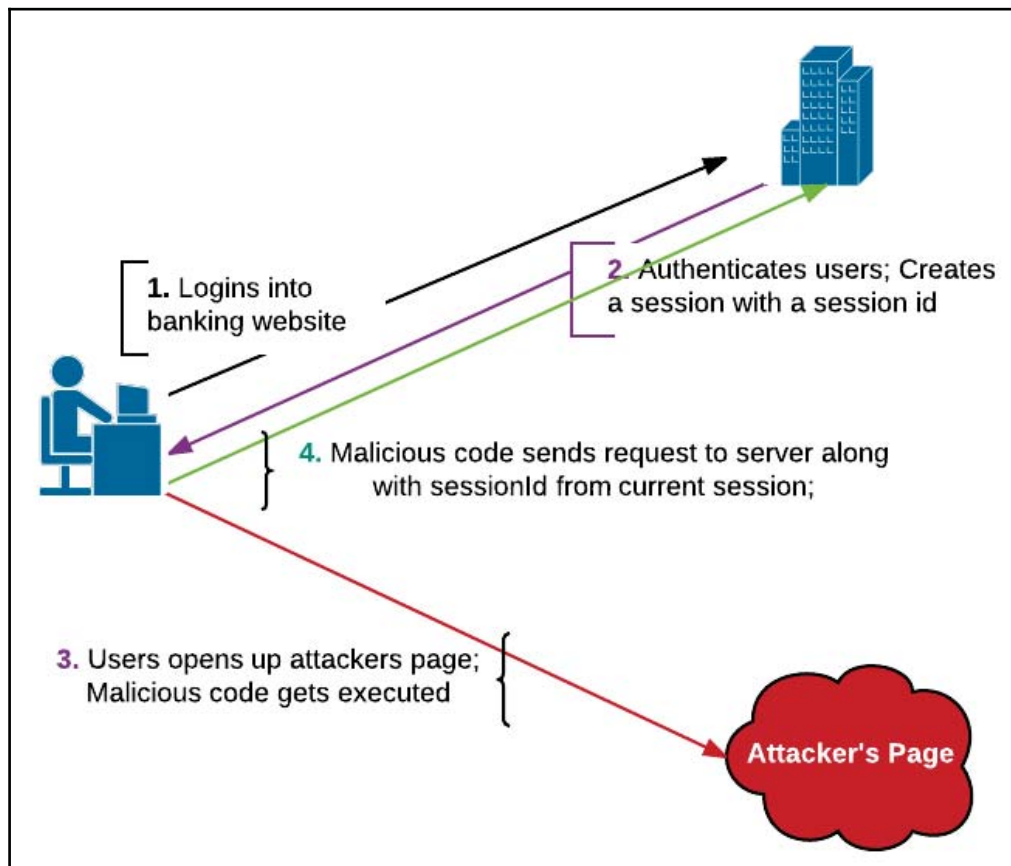 1. Logins into
banking website
2. Authenticates users; Creates
a session with a session id
4. Malicious code sends request to server along
with sessionId from current session;
3. Users opens up attackers page;
Malicious code gets executed
Attacker's Page